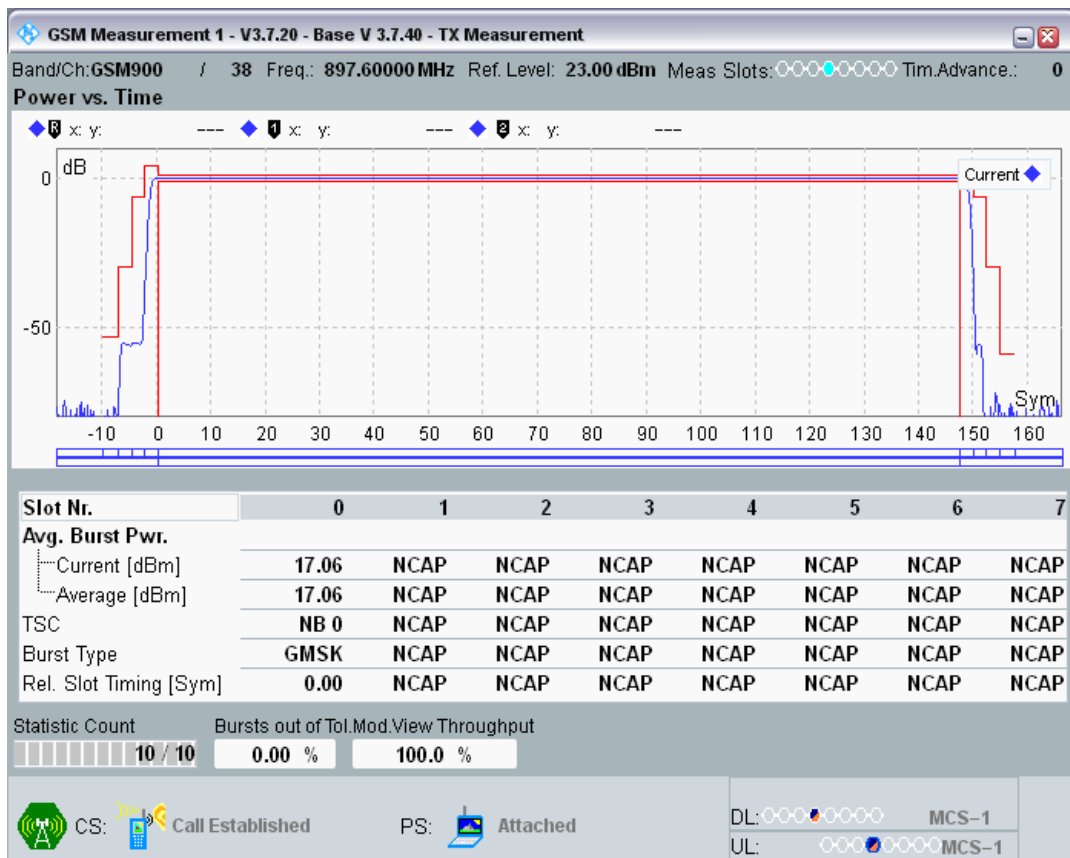 GSM Measurement 1 - V3.7.20 - Base V 3.7.40 - TX Measurement
Band/Ch:GSM900 / 38 Freq.: 897.60000 MHz Ref. Level: 23.00 dBm Meas Slots: Tim.Advance.: 0
Power vs. Time
R x: y: --- 1 x: y: --- 2 x: y: ---
dB
Current
0
-50
Sym
-10 0 10 20 30 40 50 60 70 80 90 100 110 120 130 140 150 160
Slot Nr. 0 1 2 3 4 5 6 7
Avg. Burst Pwr.
Current [dBm] 17.06 NCAP NCAP NCAP NCAP NCAP NCAP NCAP
Average [dBm] 17.06 NCAP NCAP NCAP NCAP NCAP NCAP NCAP
TSC NB 0 NCAP NCAP NCAP NCAP NCAP NCAP NCAP
Burst Type GMSK NCAP NCAP NCAP NCAP NCAP NCAP NCAP
Rel. Slot Timing [Sym] 0.00 NCAP NCAP NCAP NCAP NCAP NCAP NCAP
Statistic Count Bursts out of Tol.Mod.View Throughput
10 / 10 0.00 % 100.0 %
CS: Call Established PS: Attached
DL: MCS-1
UL: MCS-1